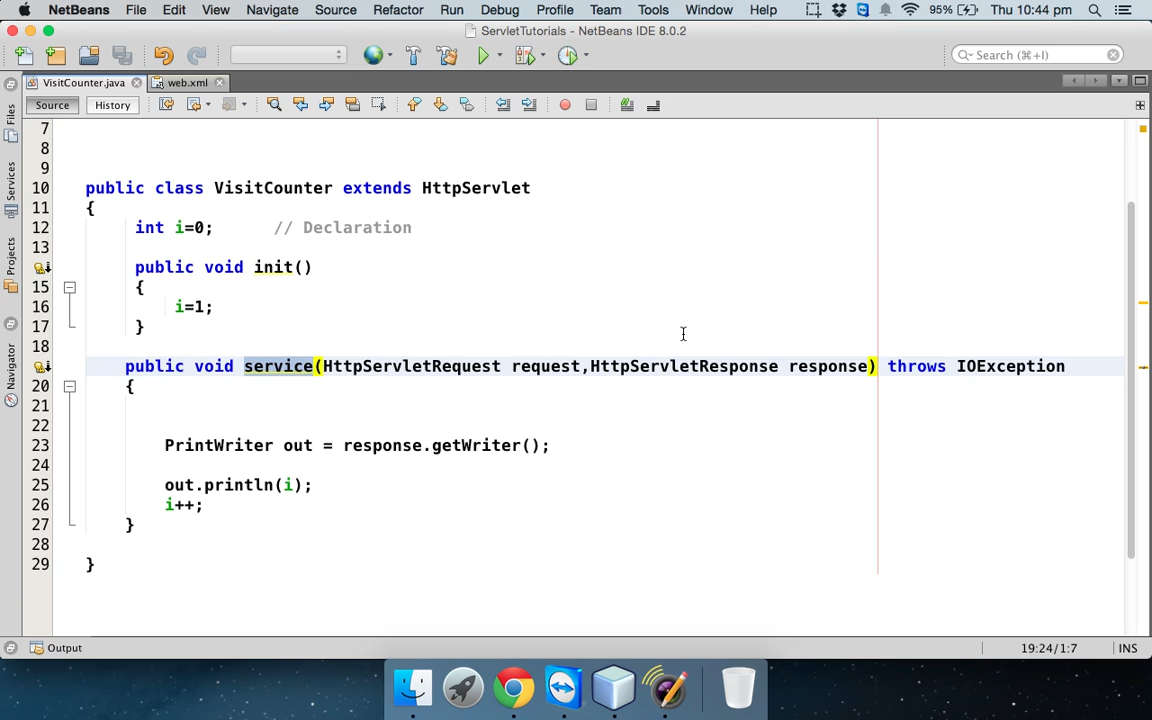 NetBeans File Edit View Navigate Source Refactor Run Debug Profile Team Tools Window Help 95% Thu 10:44 pm
ServletTutorials - NetBeans IDE 8.0.2
Search (⌘+I)
VisitCounter.java web.xml
Source History
Files
Services
Projects
Navigator
7
8
9
10 public class VisitCounter extends HttpServlet
11 {
12 int i=0; // Declaration
13
public void init()
15 {
16 i=1;
17 }
18
public void service(HttpServletRequest request,HttpServletResponse response) throws IOException
20 {
21
22
23 PrintWriter out = response.getWriter();
24
25 out.println(i);
26 i++;
27 }
28
29 }
Output 19:24/1:7 INS